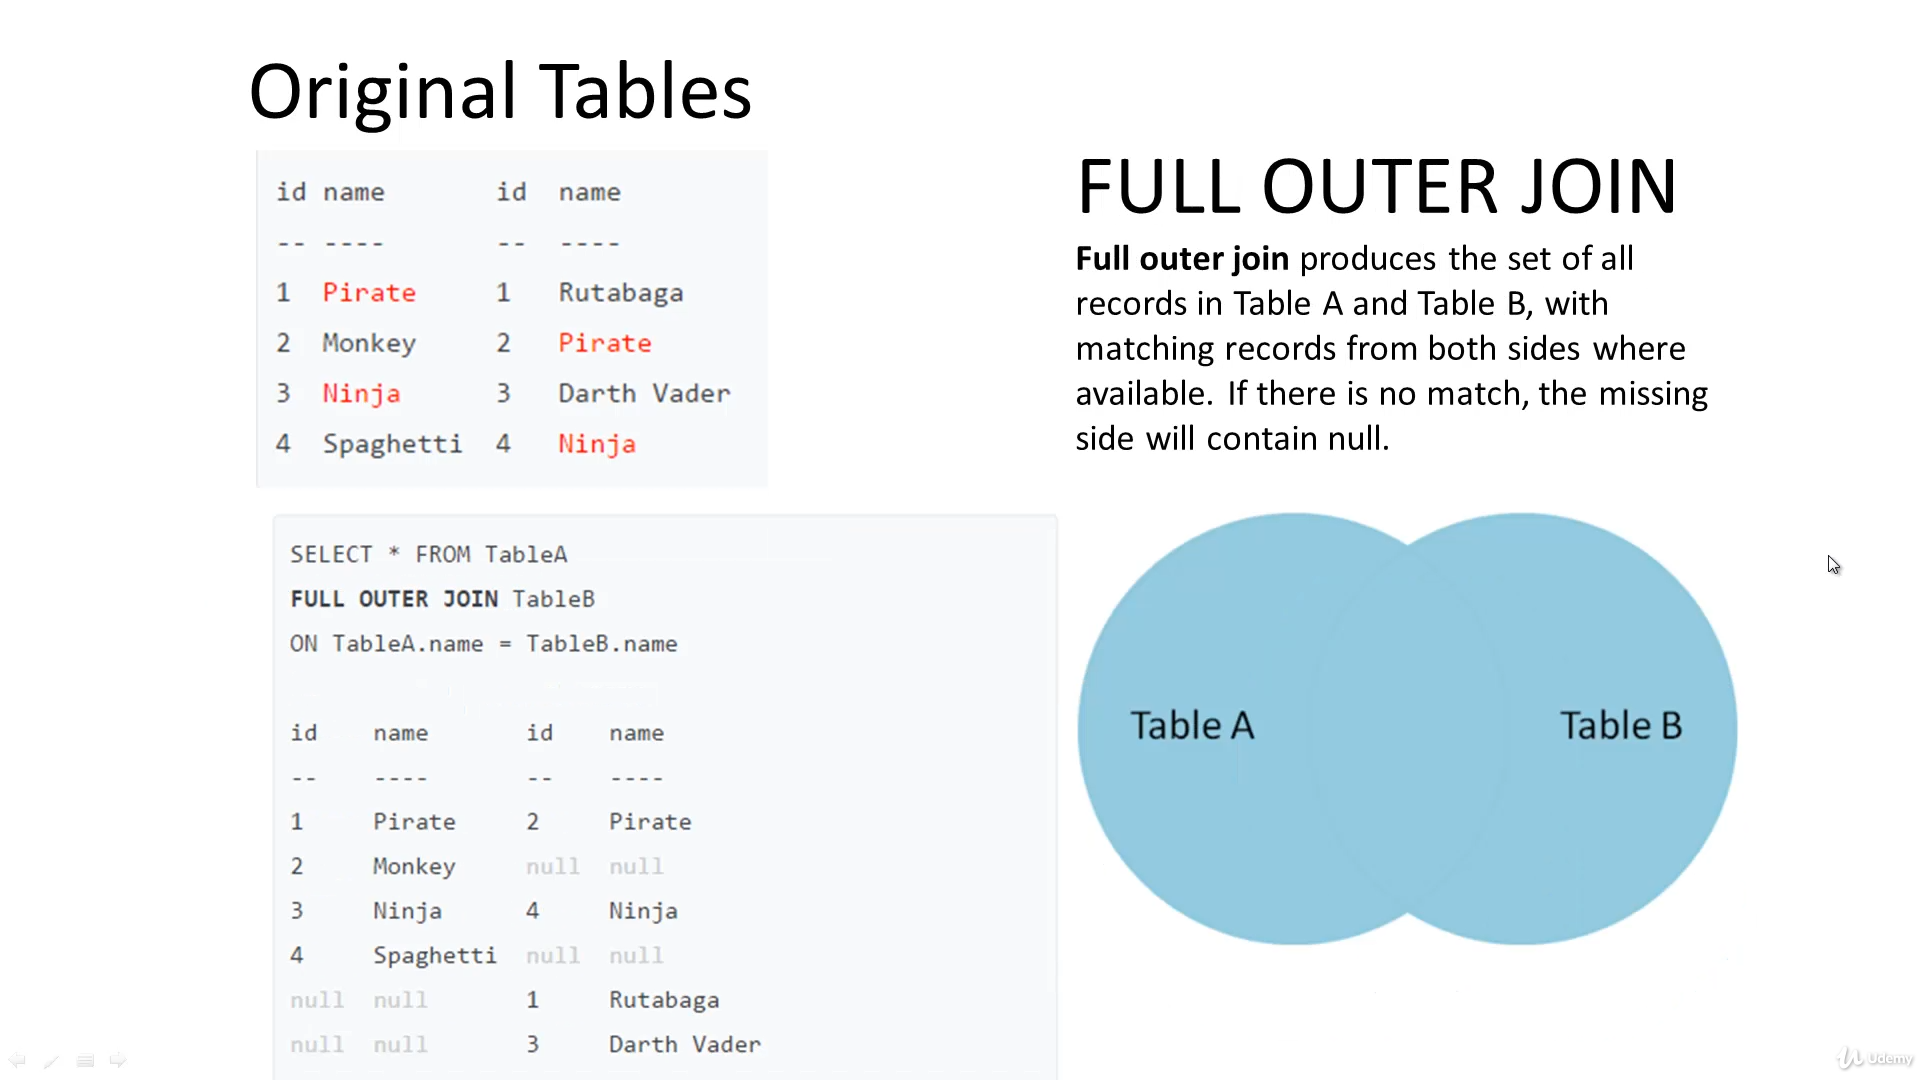 Original Tables
id name id name
-- ---- -- ----
1 Pirate 1 Rutabaga
2 Monkey 2 Pirate
3 Ninja 3 Darth Vader
4 Spaghetti 4 Ninja
FULL OUTER JOIN
Full outer join produces the set of all
records in Table A and Table B, with
matching records from both sides where
available. If there is no match, the missing
side will contain null.
SELECT * FROM TableA
FULL OUTER JOIN TableB
ON TableA.name = TableB.name
id name id name
-- ---- -- ----
1 Pirate 2 Pirate
2 Monkey null null
3 Ninja 4 Ninja
4 Spaghetti null null
null null 1 Rutabaga
null null 3 Darth Vader
Table A
Table B
Udemy